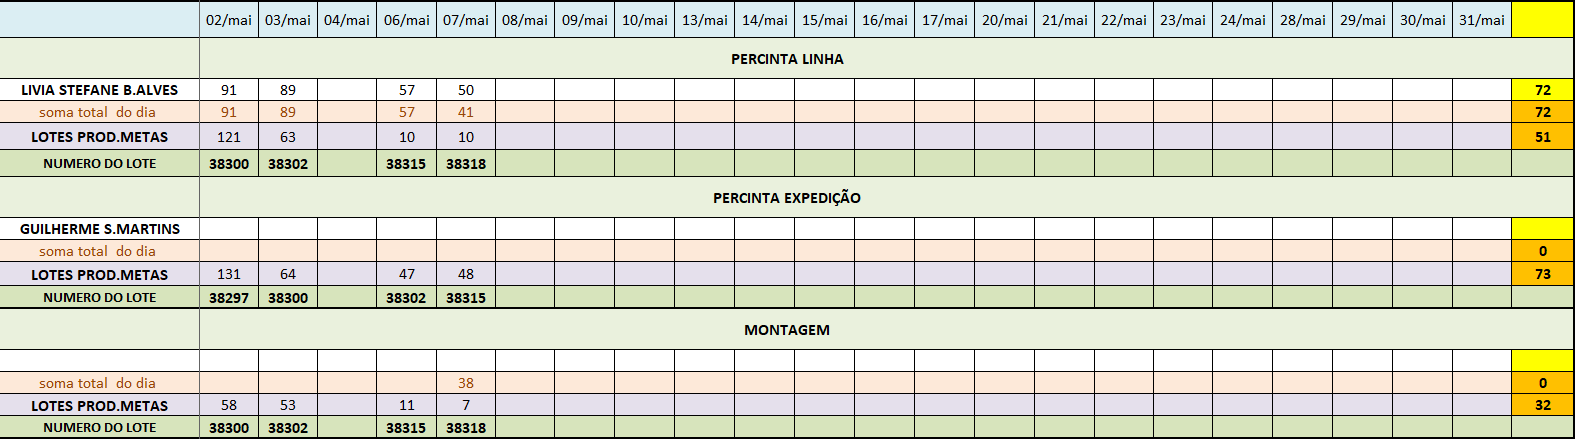 02/mai 03/mai 04/mai 06/mai 07/mai 08/mai 09/mai 10/mai 13/mai 14/mai 15/mai 16/mai 17/mai 20/mai 21/mai 22/mai 23/mai 24/mai 28/mai 29/mai 30/mai 31/mai
PERCINTA LINHA
LIVIA STEFANE B.ALVES 91 89 57 50 72
soma total do dia 91 89 57 41 72
LOTES PROD.METAS 121 63 10 10 51
NUMERO DO LOTE 38300 38302 38315 38318
PERCINTA EXPEDIÇÃO
GUILHERME S.MARTINS
soma total do dia 0
LOTES PROD.METAS 131 64 47 48 73
NUMERO DO LOTE 38297 38300 38302 38315
MONTAGEM
soma total do dia 38 0
LOTES PROD.METAS 58 53 11 7 32
NUMERO DO LOTE 38300 38302 38315 38318